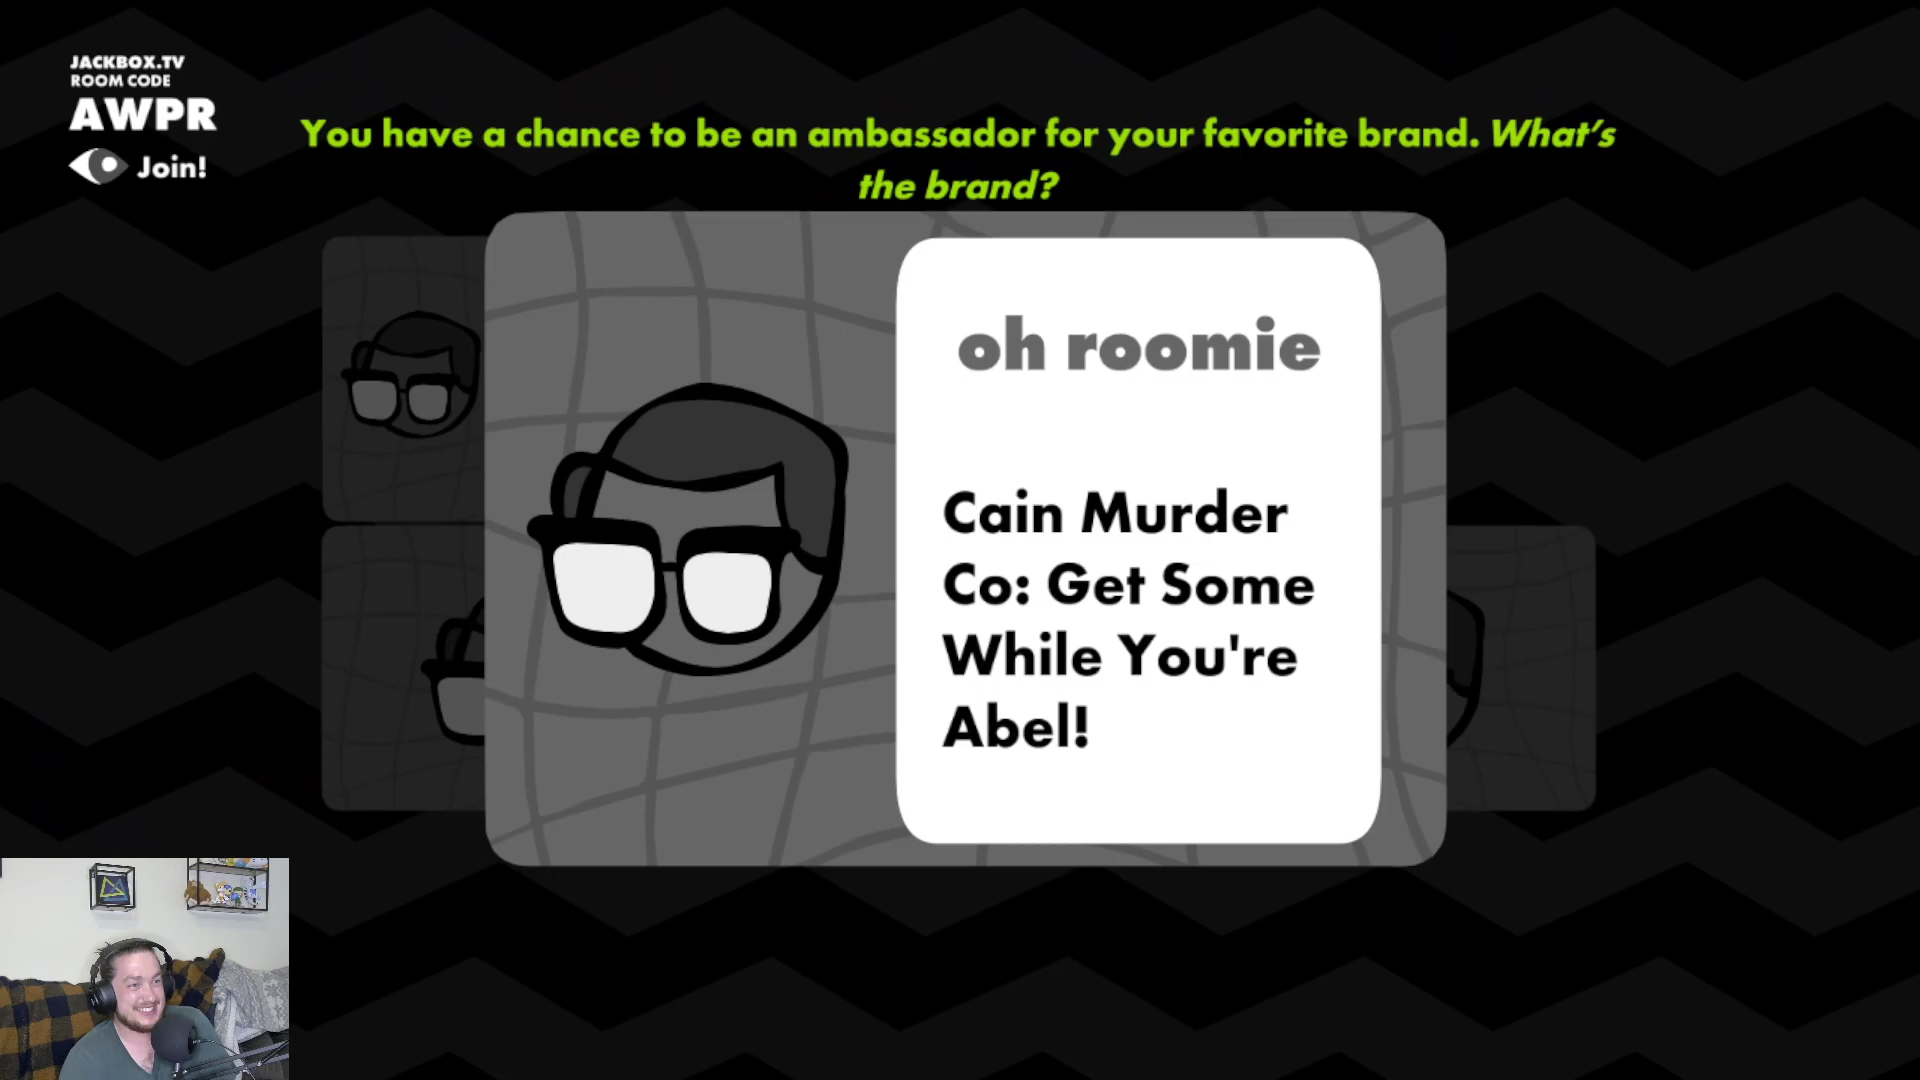 JACKBOX.TV
ROOM CODE
AWPR
Join!
You have a chance to be an ambassador for your favorite brand. What's
the brand?
oh roomie
Cain Murder
Co: Get Some
While You're
Abel!